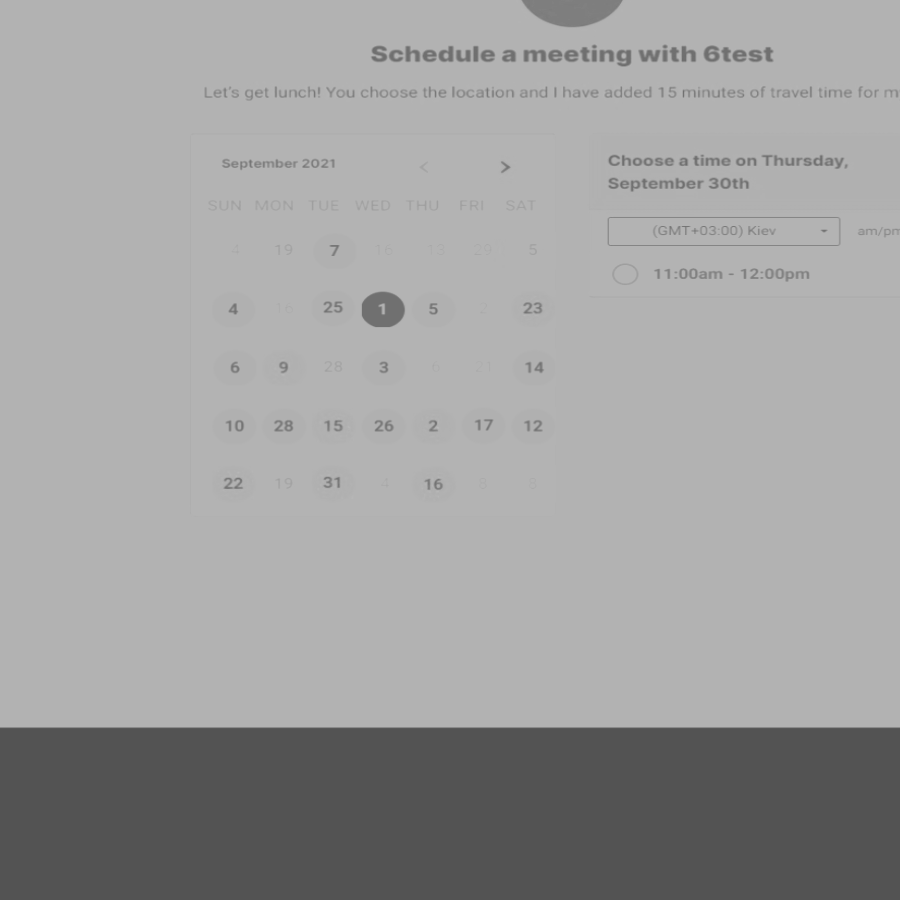 Schedule a meeting with 6test
Let's get lunch! You choose the location and I have added 15 minutes of travel time for m
September 2021 < >
SUN MON TUE WED THU FRI SAT
4 19 7 16 13 29 5
4 16 25 1 5 2 23
6 9 28 3 6 21 14
10 28 15 26 2 17 12
22 19 31 4 16 8 8
Choose a time on Thursday,
September 30th
(GMT+03:00) Kiev am/pm
11:00am - 12:00pm